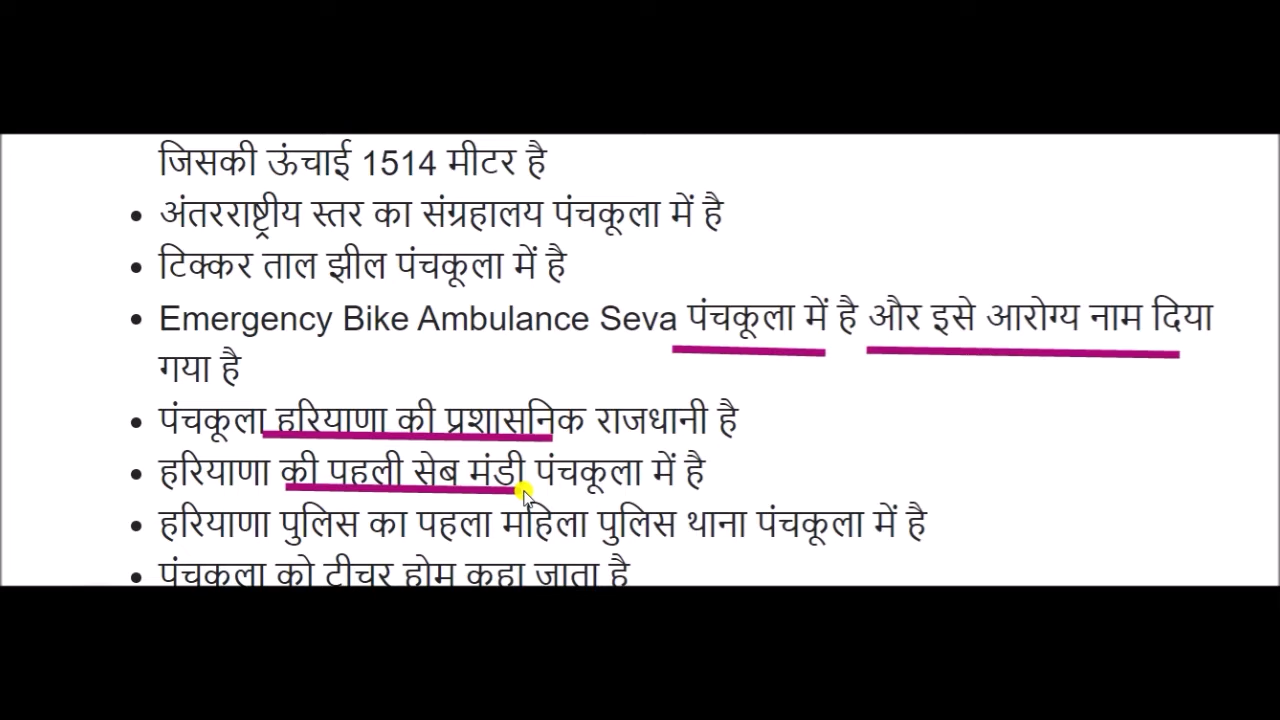 जिसकी ऊंचाई 1514 मीटर है
• अंतरराष्ट्रीय स्तर का संग्रहालय पंचकूला में है
• टिक्कर ताल झील पंचकूला में है
• Emergency Bike Ambulance Seva पंचकूला में है और इसे आरोग्य नाम दिया
गया है
• पंचकूला हरियाणा की प्रशासनिक राजधानी है
• हरियाणा की पहली सेब मंडी पंचकूला में है
• हरियाणा पुलिस का पहला महिला पुलिस थाना पंचकूला में है
• पंचकूला को टीचर होम कहा जाता है